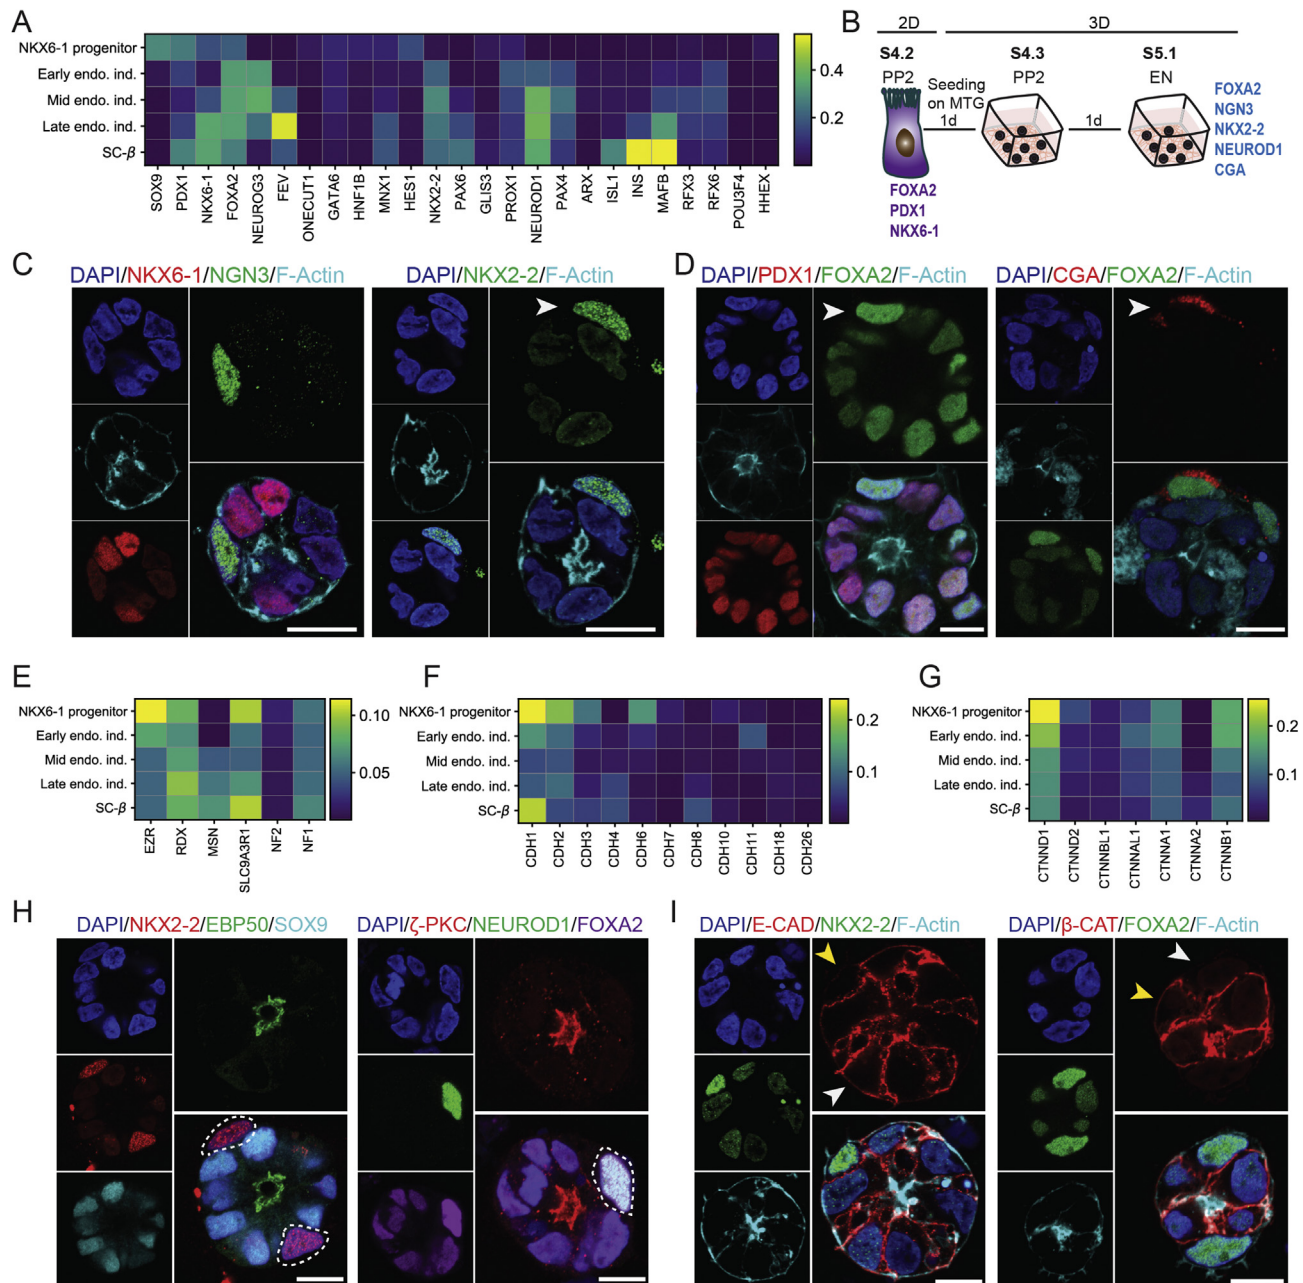 A
NKX6-1 progenitor
Early endo. ind.
Mid endo. ind.
Late endo. ind.
SC-β
0.4
0.2
SOX9
PDX1
NKX6-1
FOXA2
NEUROG3
FEV
ONECUT1
GATA6
HNF1B
MNX1
HES1
NKX2-2
PAX6
GLIS3
PROX1
NEUROD1
PAX4
ARX
ISL1
INS
MAFB
RFX3
RFX6
POU3F4
HHEX
B
2D 3D
S4.2 S4.3 S5.1
PP2 PP2 EN
Seeding
on MTG
1d 1d
FOXA2
PDX1
NKX6-1
FOXA2
NGN3
NKX2-2
NEUROD1
CGA
C
DAPI/NKX6-1/NGN3/F-Actin
DAPI/NKX2-2/F-Actin
D
DAPI/PDX1/FOXA2/F-Actin
DAPI/CGA/FOXA2/F-Actin
E
NKX6-1 progenitor
Early endo. ind.
Mid endo. ind.
Late endo. ind.
SC-β
0.10
0.05
EZR
RDX
MSN
SLC9A3R1
NF2
NF1
F
NKX6-1 progenitor
Early endo. ind.
Mid endo. ind.
Late endo. ind.
SC-β
0.2
0.1
CDH1
CDH2
CDH3
CDH4
CDH6
CDH7
CDH8
CDH10
CDH11
CDH18
CDH26
G
NKX6-1 progenitor
Early endo. ind.
Mid endo. ind.
Late endo. ind.
SC-β
0.2
0.1
CTNND1
CTNND2
CTNNBL1
CTNNAL1
CTNNA1
CTNNA2
CTNNB1
H
DAPI/NKX2-2/EBP50/SOX9
DAPI/ζ-PKC/NEUROD1/FOXA2
I
DAPI/E-CAD/NKX2-2/F-Actin
DAPI/β-CAT/FOXA2/F-Actin